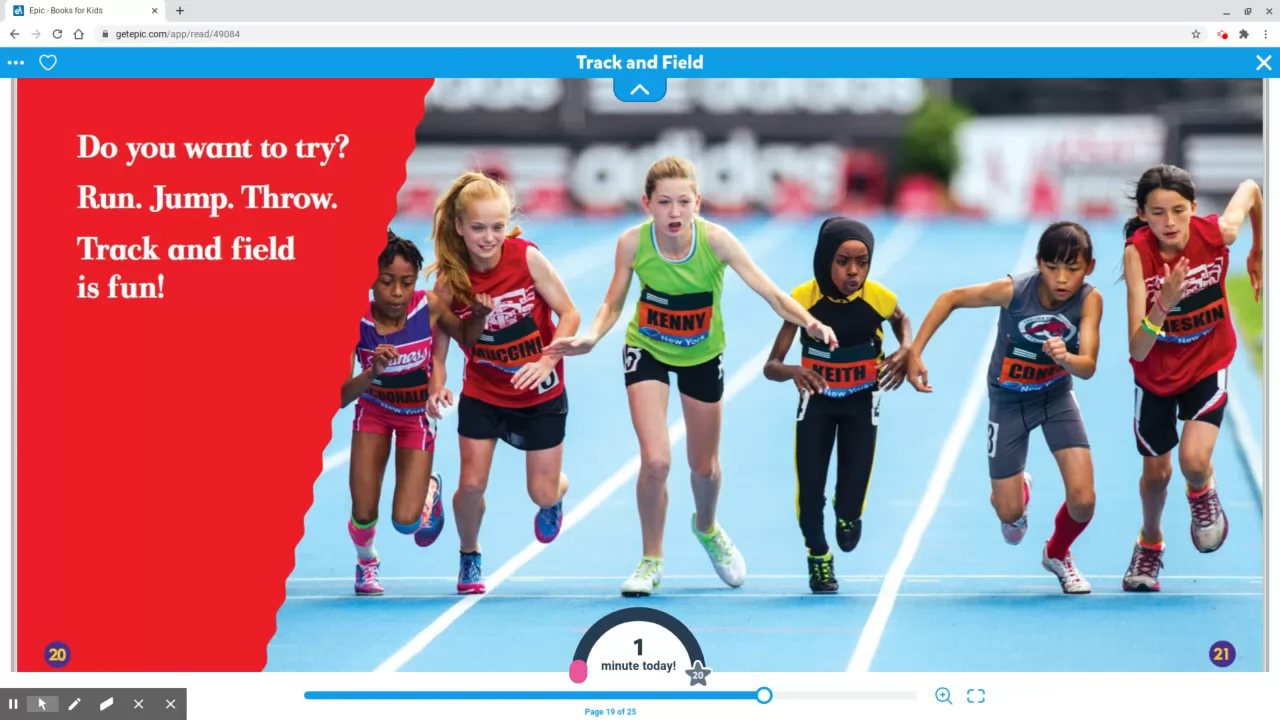 Epic - Books for Kids
getepic.com/app/read/49084
Track and Field
Do you want to try?
Run. Jump. Throw.
Track and field
is fun!
adidas
MUCCINI
KENNY
New York
KEITH
New York
New York
20
21
1
minute today!
20
Page 19 of 25